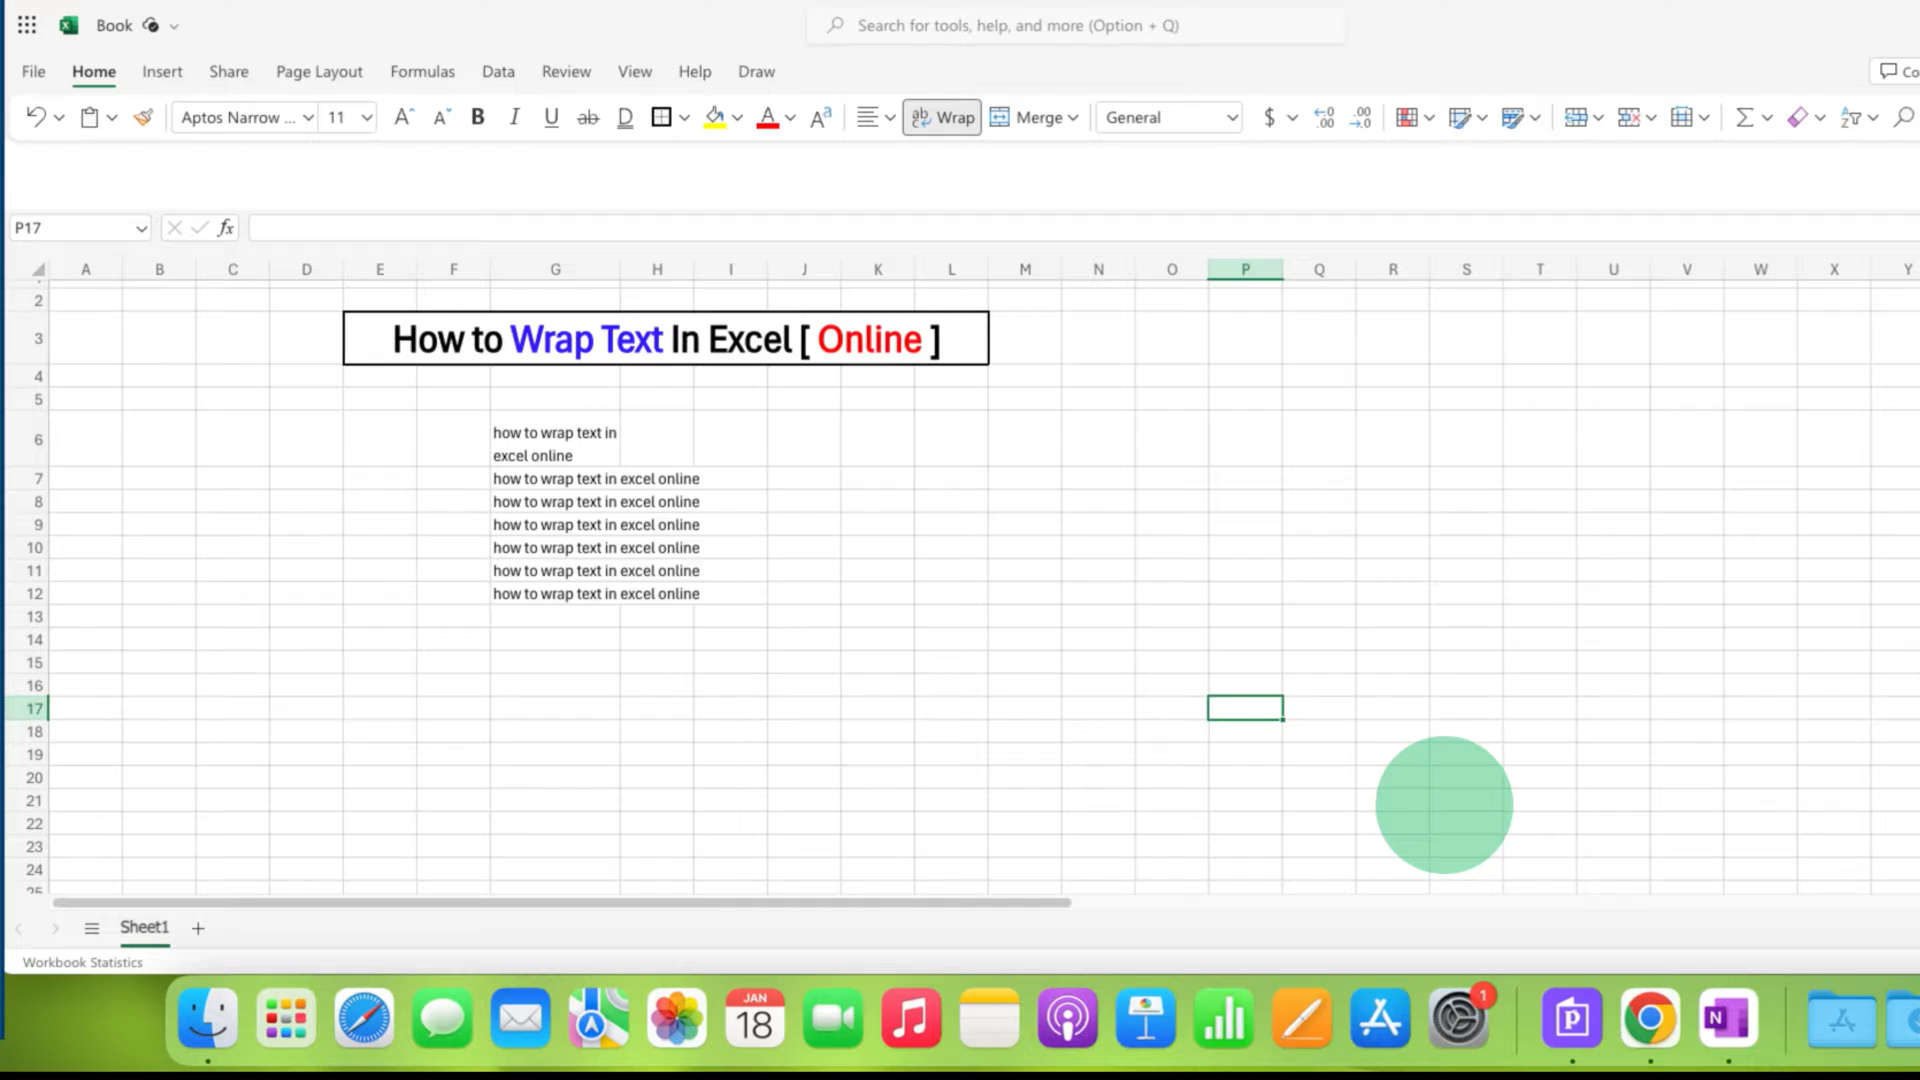 Book
Search for tools, help, and more (Option + Q)
File Home Insert Share Page Layout Formulas Data Review View Help Draw
Aptos Narrow ... 11 B I U ab D A Wrap Merge General $
P17 fx
A B C D E F G H I J K L M N O P Q R S T U V W X Y
2
3 How to Wrap Text In Excel [ Online ]
4
5
6 how to wrap text in
excel online
7 how to wrap text in excel online
8 how to wrap text in excel online
9 how to wrap text in excel online
10 how to wrap text in excel online
11 how to wrap text in excel online
12 how to wrap text in excel online
13
14
15
16
17
18
19
20
21
22
23
24
25
Sheet1
Workbook Statistics
JAN
18
1